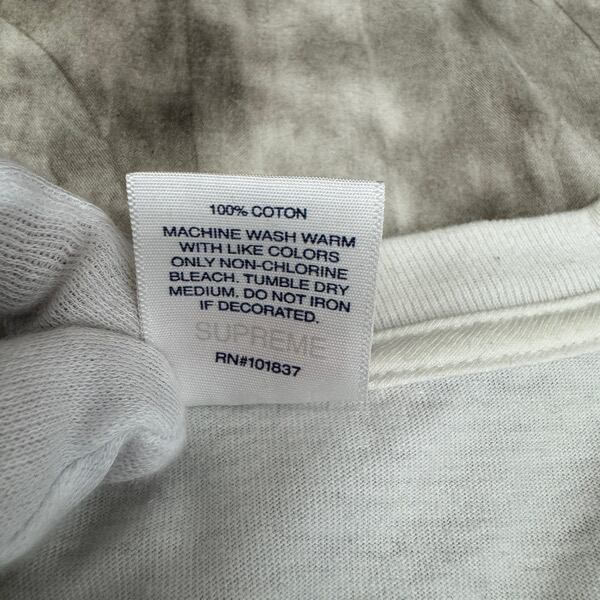 100% COTTON
MACHINE WASH WARM
WITH LIKE COLORS
ONLY NON-CHLORINE
BLEACH. TUMBLE DRY
MEDIUM. DO NOT IRON
IF DECORATED.
SUPREME
RN#101837